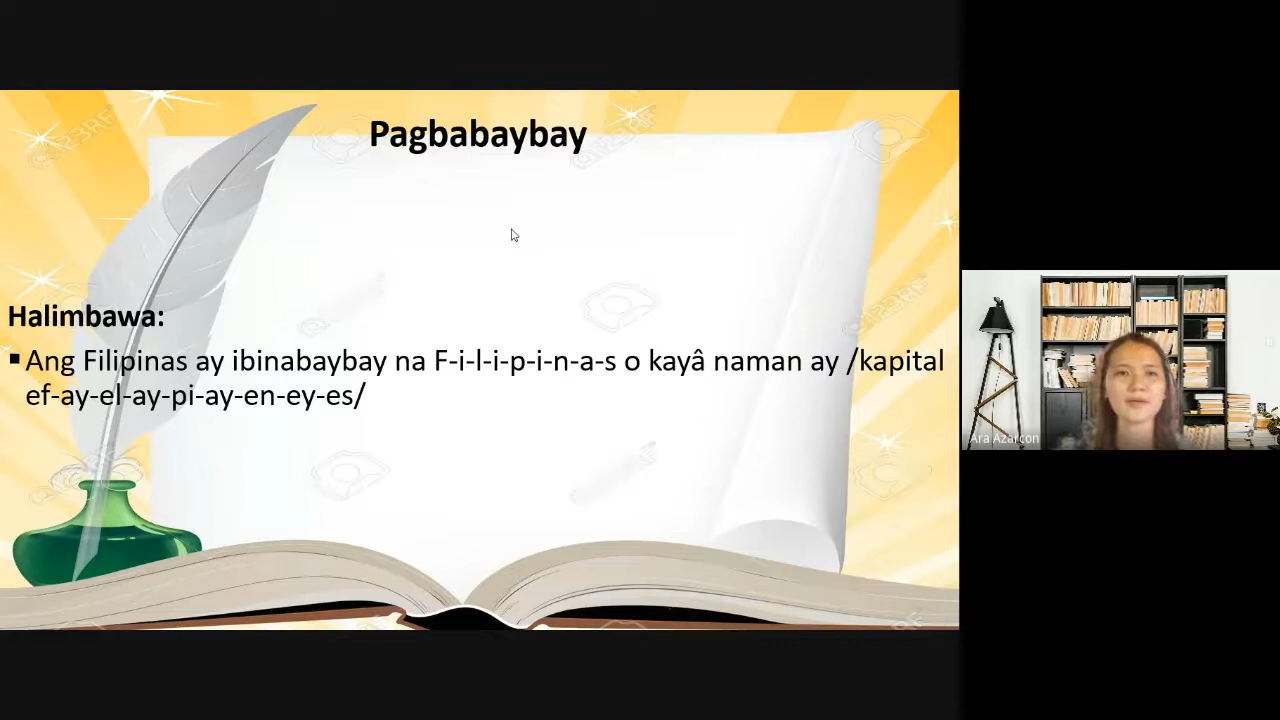 Pagbabaybay
Halimbawa:
▪ Ang Filipinas ay ibinabaybay na F-i-l-i-p-i-n-a-s o kayâ naman ay /kapital
ef-ay-el-ay-pi-ay-en-ey-es/
Ara Azarcon